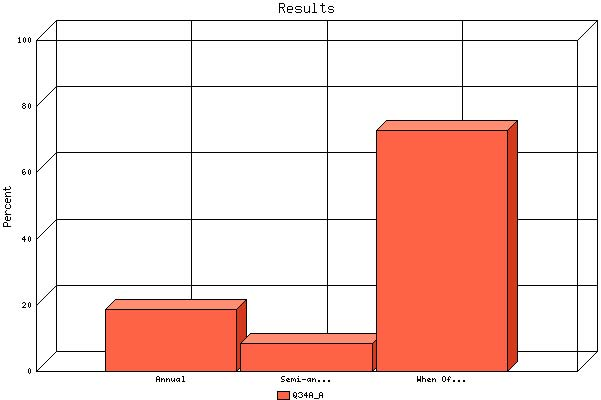 Results
100
80
60
40
20
0
Percent
Annual
Semi-an...
When Of...
Q34A_A